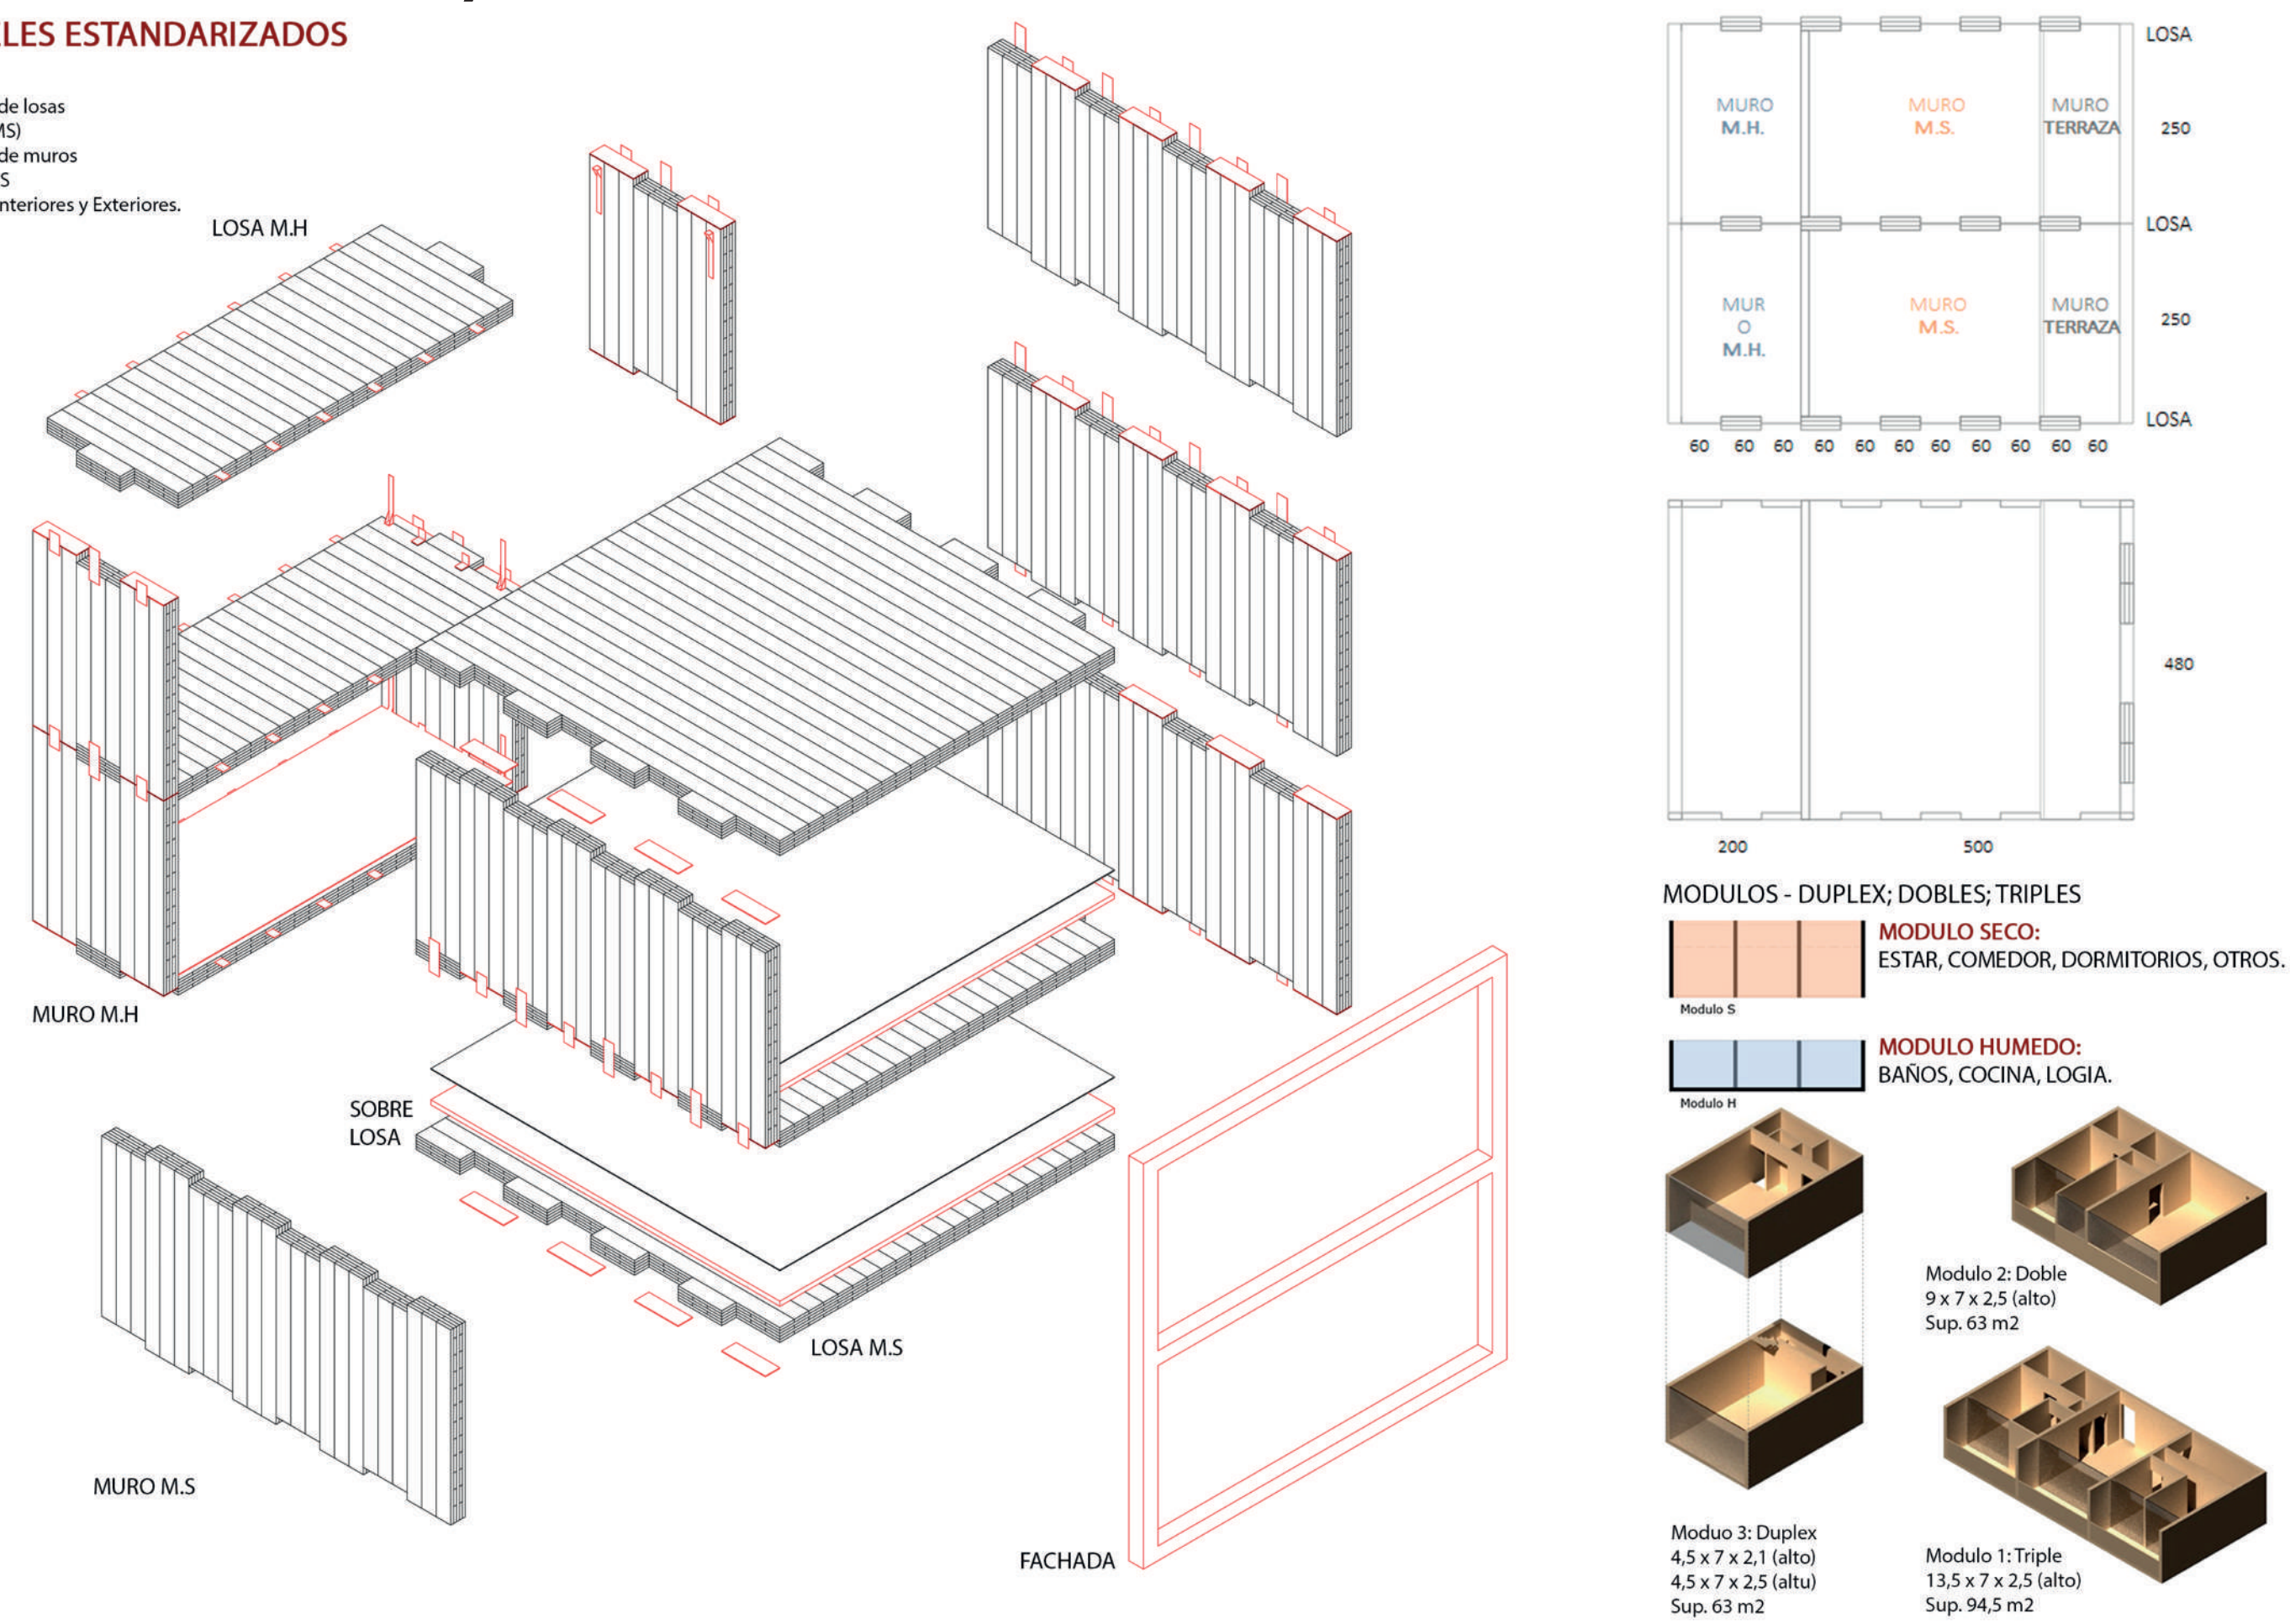 LES ESTANDARIZADOS
de losas
MS)
de muros
S
nteriores y Exteriores.
LOSA M.H
MURO M.H
SOBRE
LOSA
LOSA M.S
MURO M.S
FACHADA
LOSA
MURO
M.H.
MURO
M.S.
MURO
TERRAZA
250
LOSA
MUR
O
M.H.
MURO
M.S.
MURO
TERRAZA
250
LOSA
60 60 60 60 60 60 60 60 60 60 60
480
200 500
MODULOS - DUPLEX; DOBLES; TRIPLES
MODULO SECO:
ESTAR, COMEDOR, DORMITORIOS, OTROS.
Modulo S
MODULO HUMEDO:
BAÑOS, COCINA, LOGIA.
Modulo H
Modulo 2: Doble
9 x 7 x 2,5 (alto)
Sup. 63 m2
Moduo 3: Duplex
4,5 x 7 x 2,1 (alto)
4,5 x 7 x 2,5 (altu)
Sup. 63 m2
Modulo 1: Triple
13,5 x 7 x 2,5 (alto)
Sup. 94,5 m2